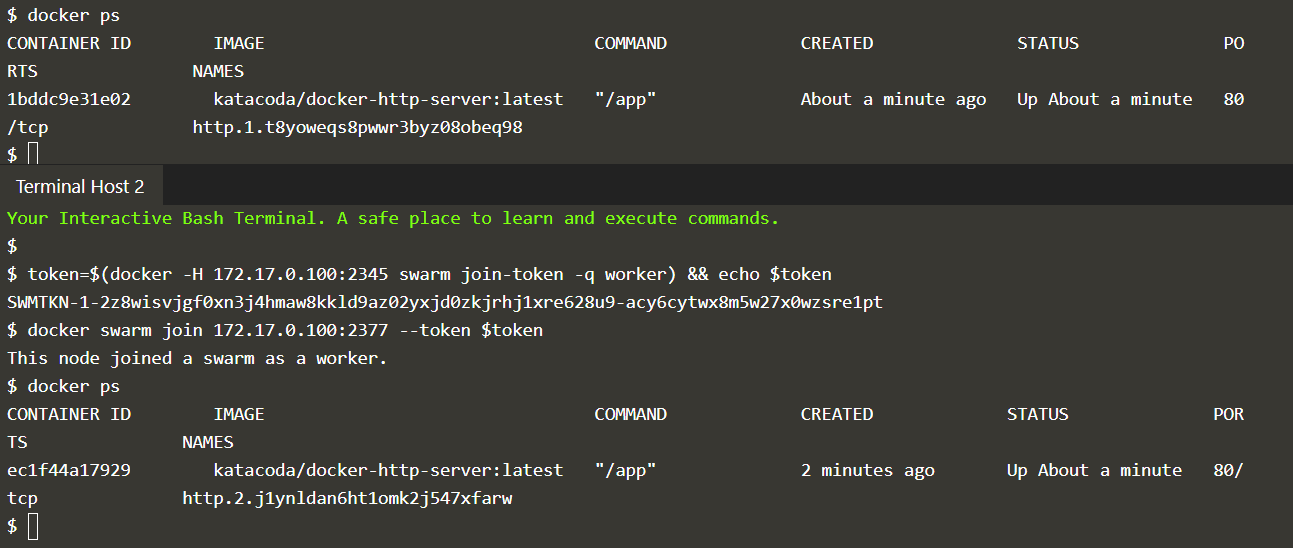 $ docker ps
CONTAINER ID        IMAGE                                COMMAND             CREATED              STATUS              PO
RTS               NAMES
1bddc9e31e02        katacoda/docker-http-server:latest   "/app"              About a minute ago   Up About a minute   80
/tcp              http.1.t8yoweqs8pwwr3byz08obeq98
$
Terminal Host 2
Your Interactive Bash Terminal. A safe place to learn and execute commands.
$
$ token=$(docker -H 172.17.0.100:2345 swarm join-token -q worker) && echo $token
SWMTKN-1-2z8wisvjgf0xn3j4hmaw8kkld9az02yxjd0zkjrhj1xre628u9-acy6cytwx8m5w27x0wzsre1pt
$ docker swarm join 172.17.0.100:2377 --token $token
This node joined a swarm as a worker.
$ docker ps
CONTAINER ID        IMAGE                                COMMAND             CREATED             STATUS              POR
TS               NAMES
ec1f44a17929        katacoda/docker-http-server:latest   "/app"              2 minutes ago       Up About a minute   80/
tcp              http.2.j1ynldan6ht1omk2j547xfarw
$